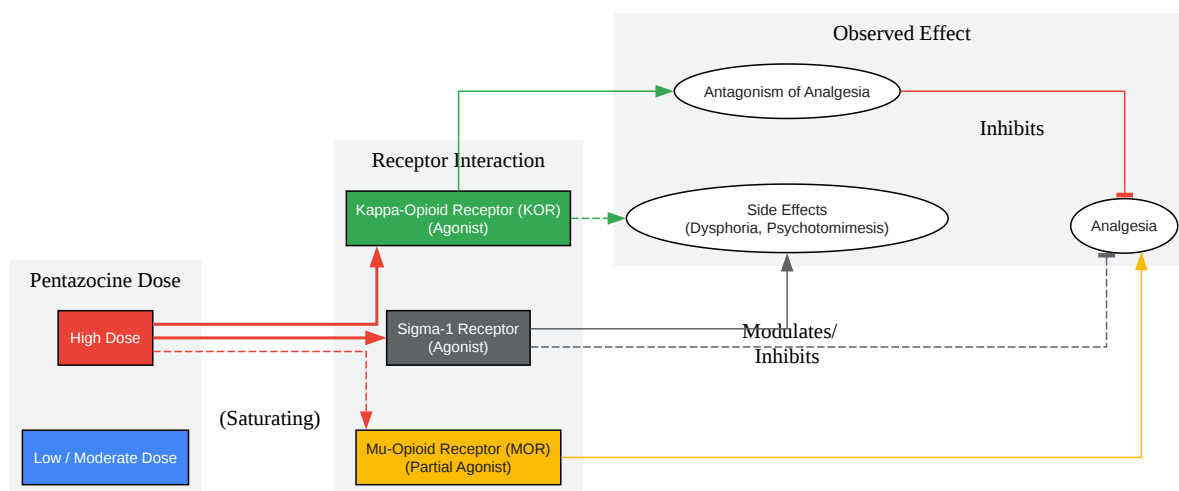 Observed Effect
Antagonism of Analgesia
Inhibits
Receptor Interaction
Kappa-Opioid Receptor (KOR)
(Agonist)
Side Effects
(Dysphoria, Psychotomimesis)
Analgesia
Pentazocine Dose
High Dose
Sigma-1 Receptor
(Agonist)
Modulates/
Inhibits
(Saturating)
Low / Moderate Dose
Mu-Opioid Receptor (MOR)
(Partial Agonist)